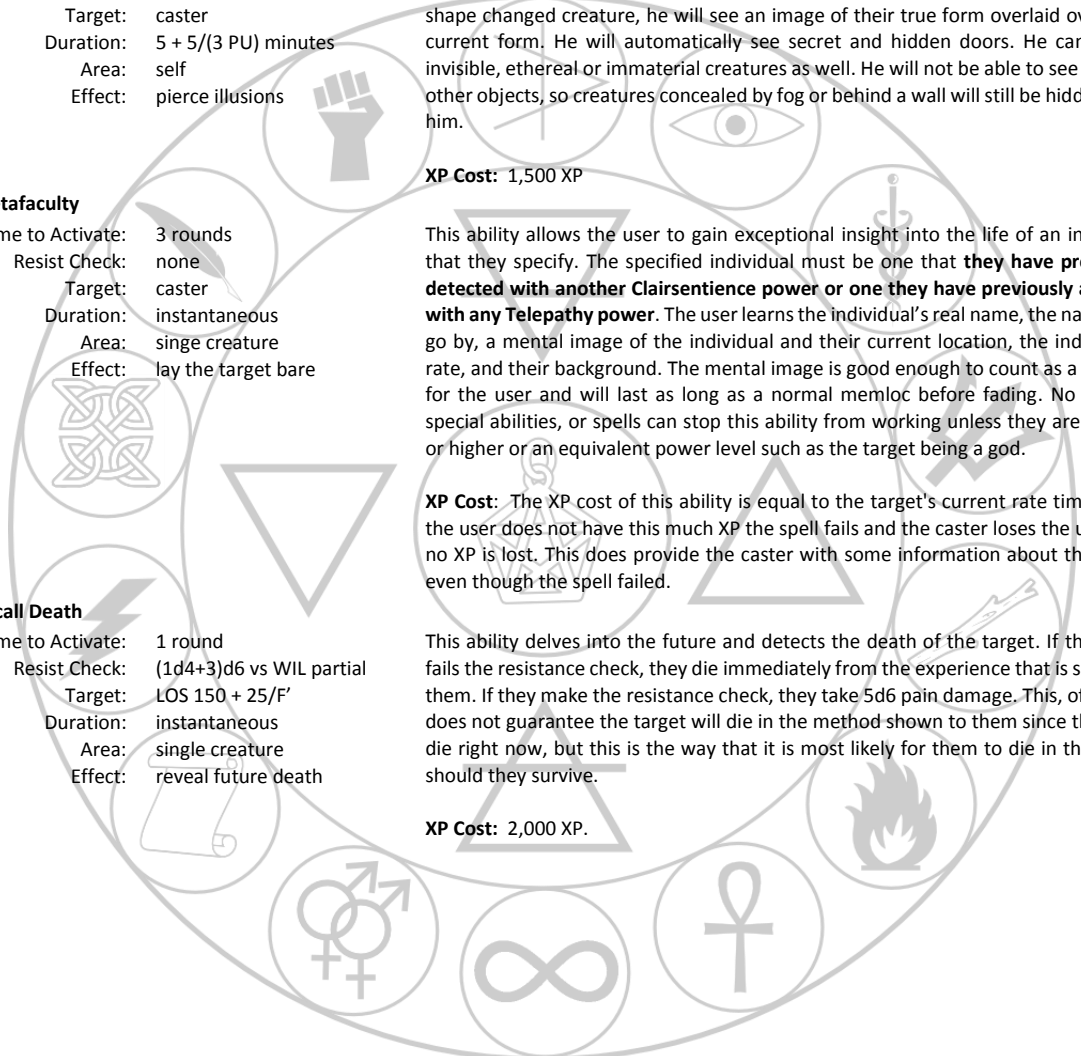 Target: caster
Duration: 5 + 5/(3 PU) minutes
Area: self
Effect: pierce illusions
shape changed creature, he will see an image of their true form overlaid ov
current form. He will automatically see secret and hidden doors. He can
invisible, ethereal or immaterial creatures as well. He will not be able to see
other objects, so creatures concealed by fog or behind a wall will still be hidd
him.
XP Cost: 1,500 XP
tafaculty
me to Activate: 3 rounds
Resist Check: none
Target: caster
Duration: instantaneous
Area: singe creature
Effect: lay the target bare
This ability allows the user to gain exceptional insight into the life of an in
that they specify. The specified individual must be one that they have pre
detected with another Clairsentience power or one they have previously a
with any Telepathy power. The user learns the individual's real name, the na
go by, a mental image of the individual and their current location, the ind
rate, and their background. The mental image is good enough to count as a
for the user and will last as long as a normal memloc before fading. No
special abilities, or spells can stop this ability from working unless they are
or higher or an equivalent power level such as the target being a god.
XP Cost: The XP cost of this ability is equal to the target's current rate tim
the user does not have this much XP the spell fails and the caster loses the u
no XP is lost. This does provide the caster with some information about th
even though the spell failed.
call Death
me to Activate: 1 round
Resist Check: (1d4+3)d6 vs WIL partial
Target: LOS 150 + 25/F'
Duration: instantaneous
Area: single creature
Effect: reveal future death
This ability delves into the future and detects the death of the target. If th
fails the resistance check, they die immediately from the experience that is s
them. If they make the resistance check, they take 5d6 pain damage. This, of
does not guarantee the target will die in the method shown to them since th
die right now, but this is the way that it is most likely for them to die in th
should they survive.
XP Cost: 2,000 XP.